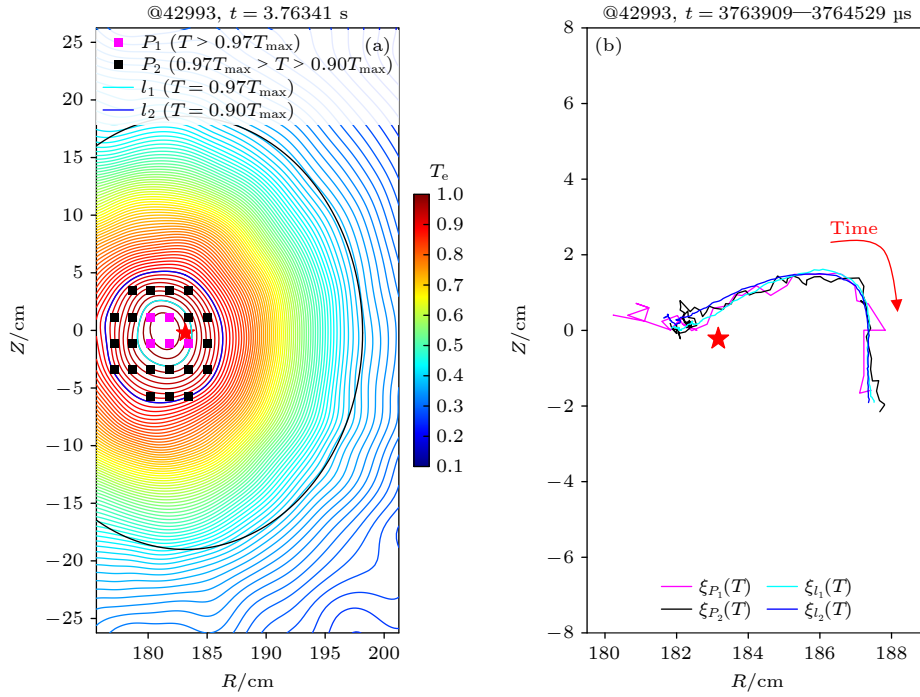 @42993, t = 3.76341 s
(a)
P₁ (T > 0.97Tmax)
P₂ (0.97Tmax > T > 0.90Tmax)
l₁ (T = 0.97Tmax)
l₂ (T = 0.90Tmax)
25
20
15
10
5
0
−5
−10
−15
−20
−25
Z/cm
180
185
190
195
200
R/cm
Te
1.0
0.9
0.8
0.7
0.6
0.5
0.4
0.3
0.2
0.1
@42993, t = 3763909—3764529 μs
(b)
8
6
4
2
0
−2
−4
−6
−8
Z/cm
Time
ξP₁(T)
ξP₂(T)
ξl₁(T)
ξl₂(T)
180
182
184
186
188
R/cm